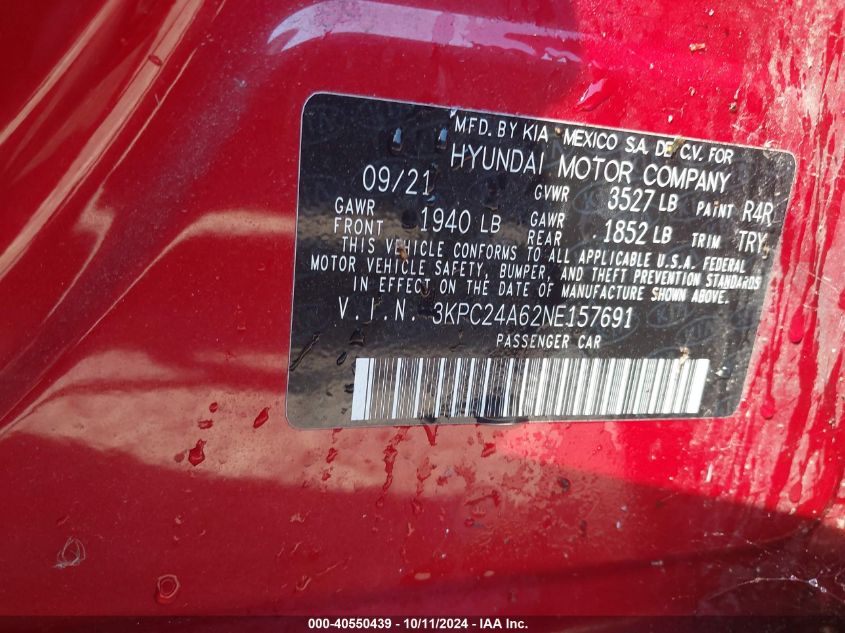 MFD. BY KIA MEXICO S.A. DE C.V. FOR
HYUNDAI MOTOR COMPANY
09/21 GVWR 3527 LB PAINT R4R
GAWR FRONT 1940 LB GAWR REAR 1852 LB TRIM TRY
THIS VEHICLE CONFORMS TO ALL APPLICABLE U.S.A. FEDERAL
MOTOR VEHICLE SAFETY, BUMPER, AND THEFT PREVENTION STANDARDS
IN EFFECT ON THE DATE OF MANUFACTURE SHOWN ABOVE.
V.I.N. 3KPC24A62NE157691
PASSENGER CAR
000-40550439 - 10/11/2024 - IAA Inc.